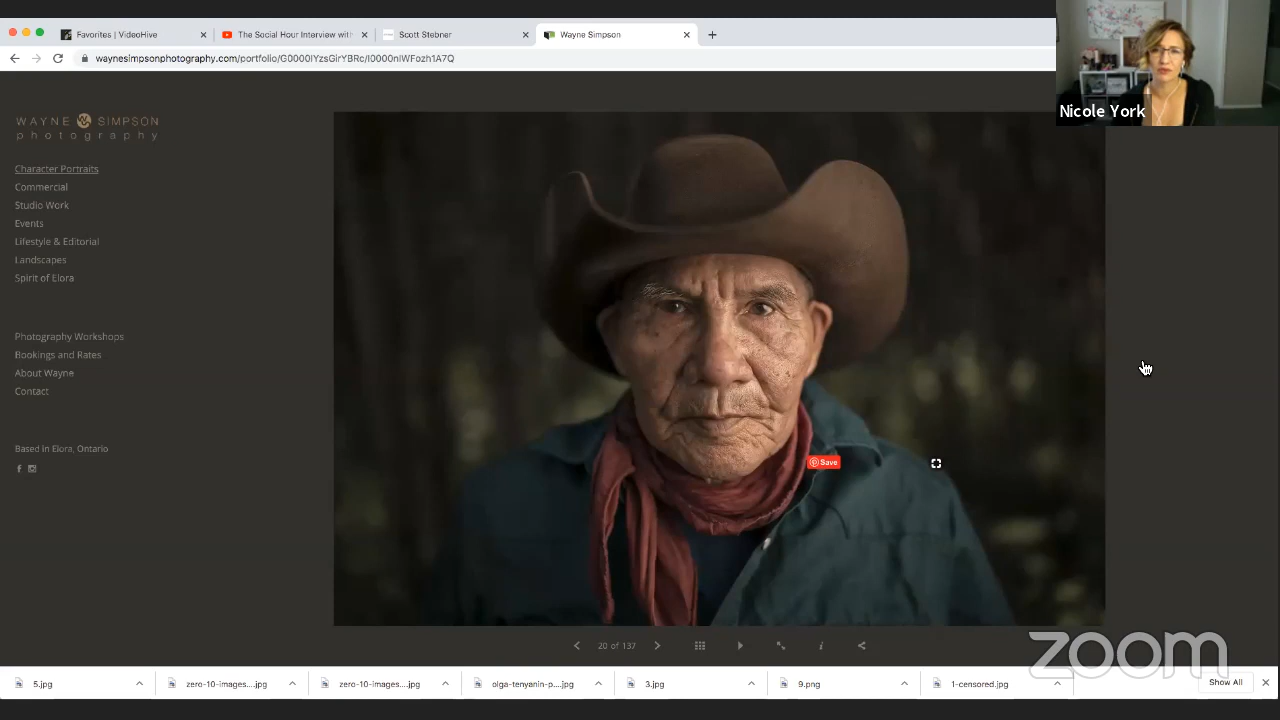 Favorites | VideoHive
The Social Hour Interview with
Scott Stebner
Wayne Simpson
waynesimpsonphotography.com/portfolio/G0000IYzsGirYBRc/I0000nIWFozh1A7Q
Nicole York
WAYNE SIMPSON
photography
Character Portraits
Commercial
Studio Work
Events
Lifestyle & Editorial
Landscapes
Spirit of Elora
Photography Workshops
Bookings and Rates
About Wayne
Contact
Based in Elora, Ontario
Save
20 of 137
zoom
5.jpg
zero-10-images....jpg
zero-10-images....jpg
olga-tenyanin-p....jpg
3.jpg
9.png
1-censored.jpg
Show All